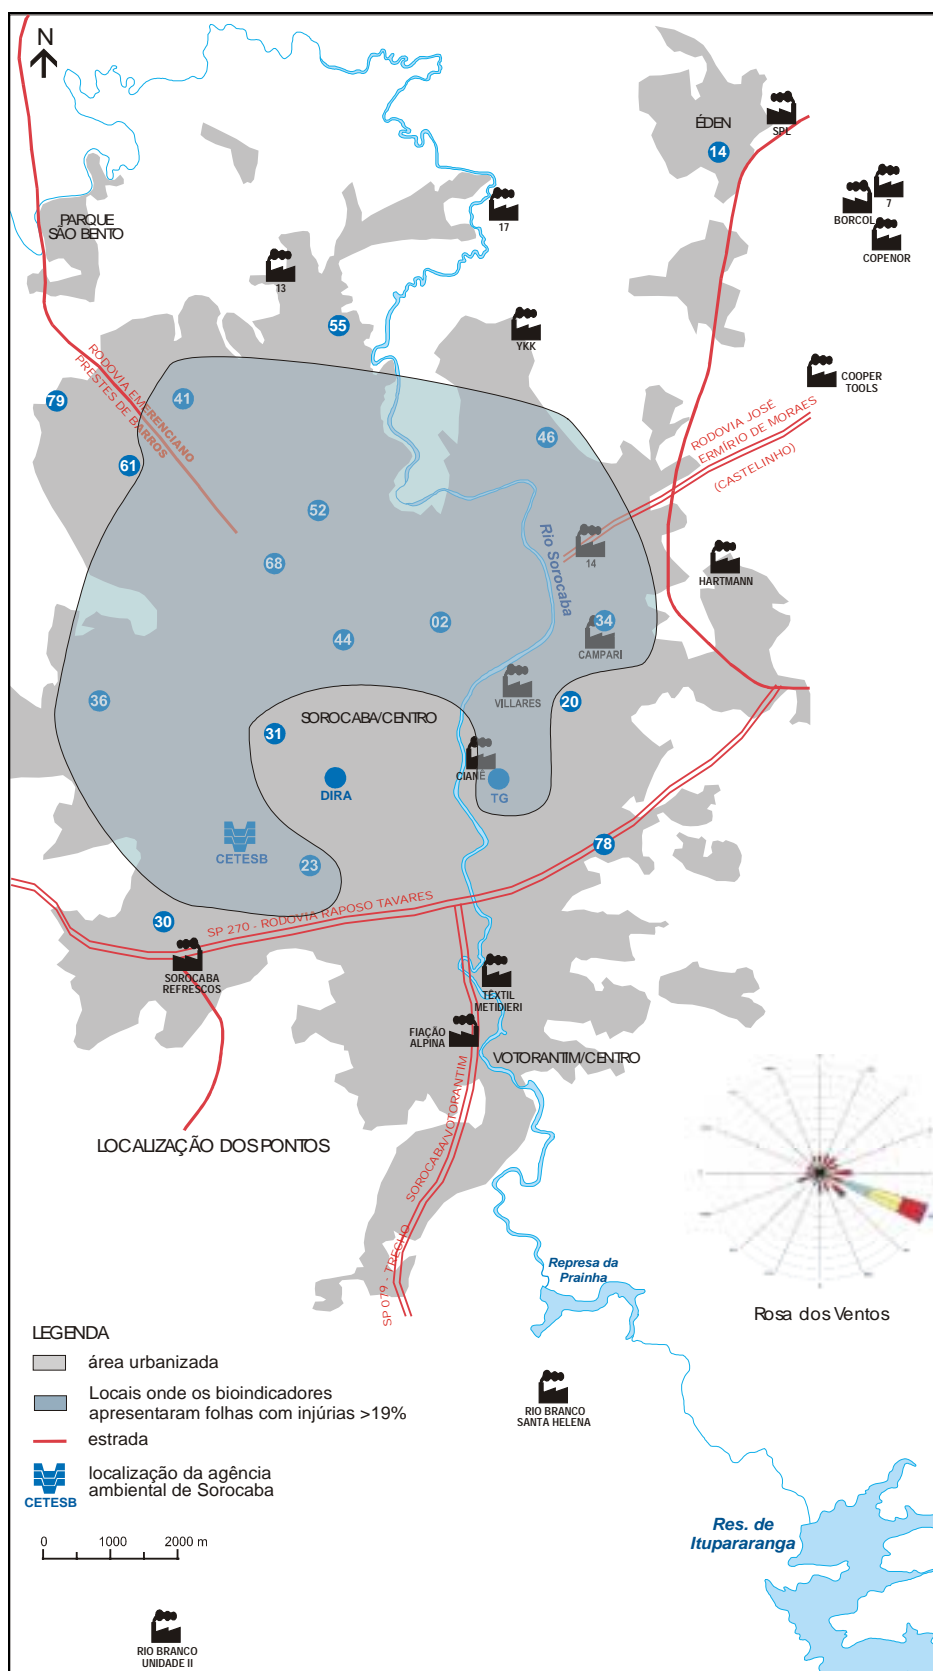 N
ÉDEN
SPL
14
7
BORCOL
COPENOR
17
PARQUE
SÃO BENTO
13
55
YKK
COOPER
TOOLS
RODOVIA EMERENCIANO
PRESTES DE BARROS
79
41
61
46
RODOVIA JOSÉ
ERMÍRIO DE MORAES
(CASTELINHO)
52
Rio Sorocaba
14
68
HARTMANN
02
34
44
CAMPARI
36
VILLARES
20
SOROCABA/CENTRO
31
CIANÊ
DIRA
TG
CETESB
23
78
SP 270 - RODOVIA RAPOSO TAVARES
30
SOROCABA
REFRESCOS
TÊXTIL
METIDIERI
FIAÇÃO
ALPINA
VOTORANTIM/CENTRO
LOCALIZAÇÃO DOS PONTOS
SP 079 - TRECHO SOROCABA/VOTORANTIM
Represa da
Prainha
Rosa dos Ventos
LEGENDA
área urbanizada
Locais onde os bioindicadores
apresentaram folhas com injúrias >19%
estrada
CETESB
localização da agência
ambiental de Sorocaba
RIO BRANCO
SANTA HELENA
0 1000 2000 m
Res. de
Itupararanga
RIO BRANCO
UNIDADE II